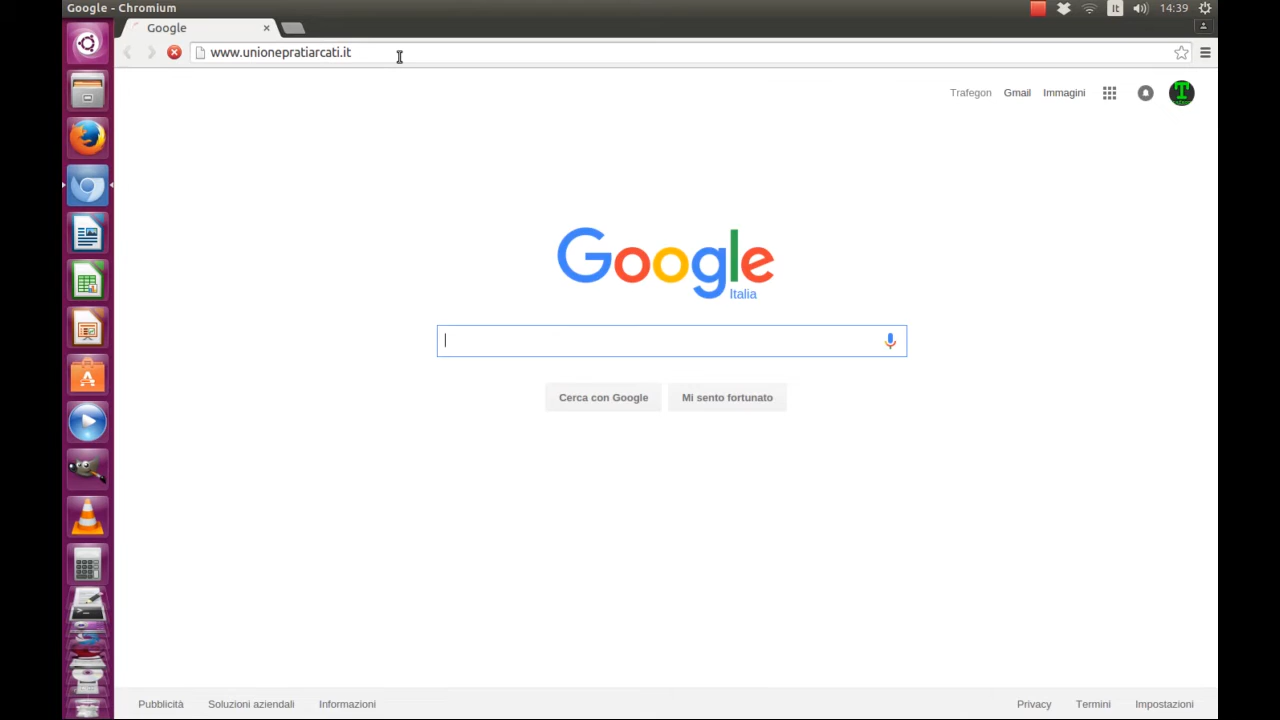 Google - Chromium
It
14:39
Google
www.unionepratiarcati.it
Trafegon
Gmail
Immagini
Google
Italia
Cerca con Google
Mi sento fortunato
Pubblicità
Soluzioni aziendali
Informazioni
Privacy
Termini
Impostazioni